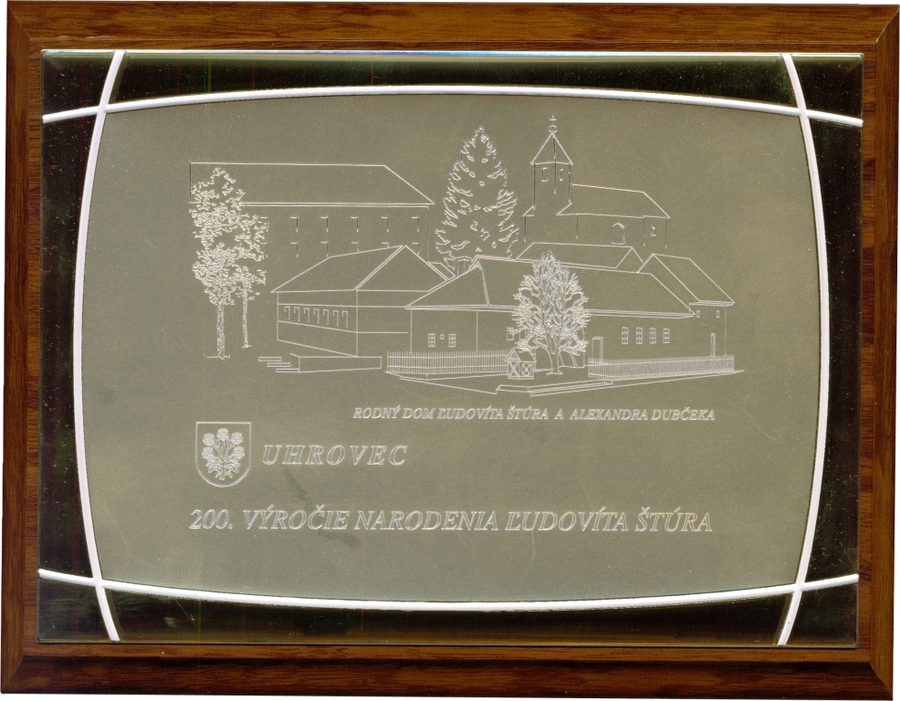 RODNÝ DOM ĽUDOVÍTA ŠTÚRA A ALEXANDRA DUBČEKA
UHROVEC
200. VÝROČIE NARODENIA ĽUDOVÍTA ŠTÚRA